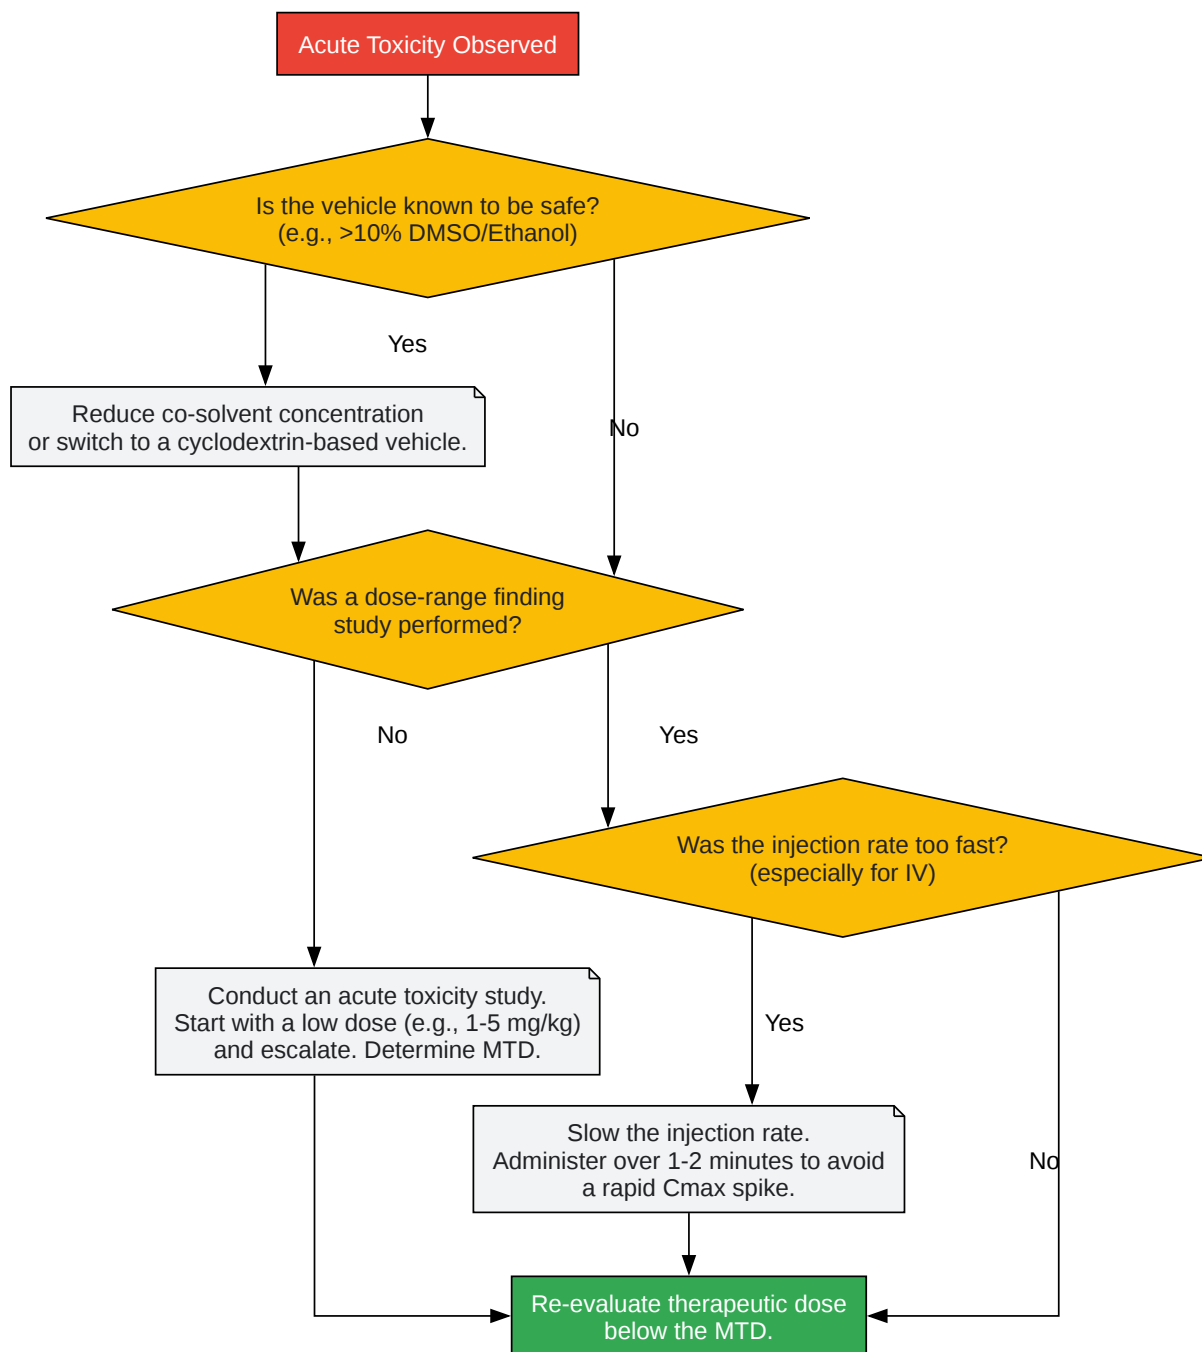 Acute Toxicity Observed
Is the vehicle known to be safe?
(e.g., >10% DMSO/Ethanol)
Yes
Reduce co-solvent concentration
or switch to a cyclodextrin-based vehicle.
No
Was a dose-range finding
study performed?
No
Yes
Was the injection rate too fast?
(especially for IV)
Conduct an acute toxicity study.
Start with a low dose (e.g., 1-5 mg/kg)
and escalate. Determine MTD.
Yes
Slow the injection rate.
Administer over 1-2 minutes to avoid
a rapid Cmax spike.
No
Re-evaluate therapeutic dose
below the MTD.